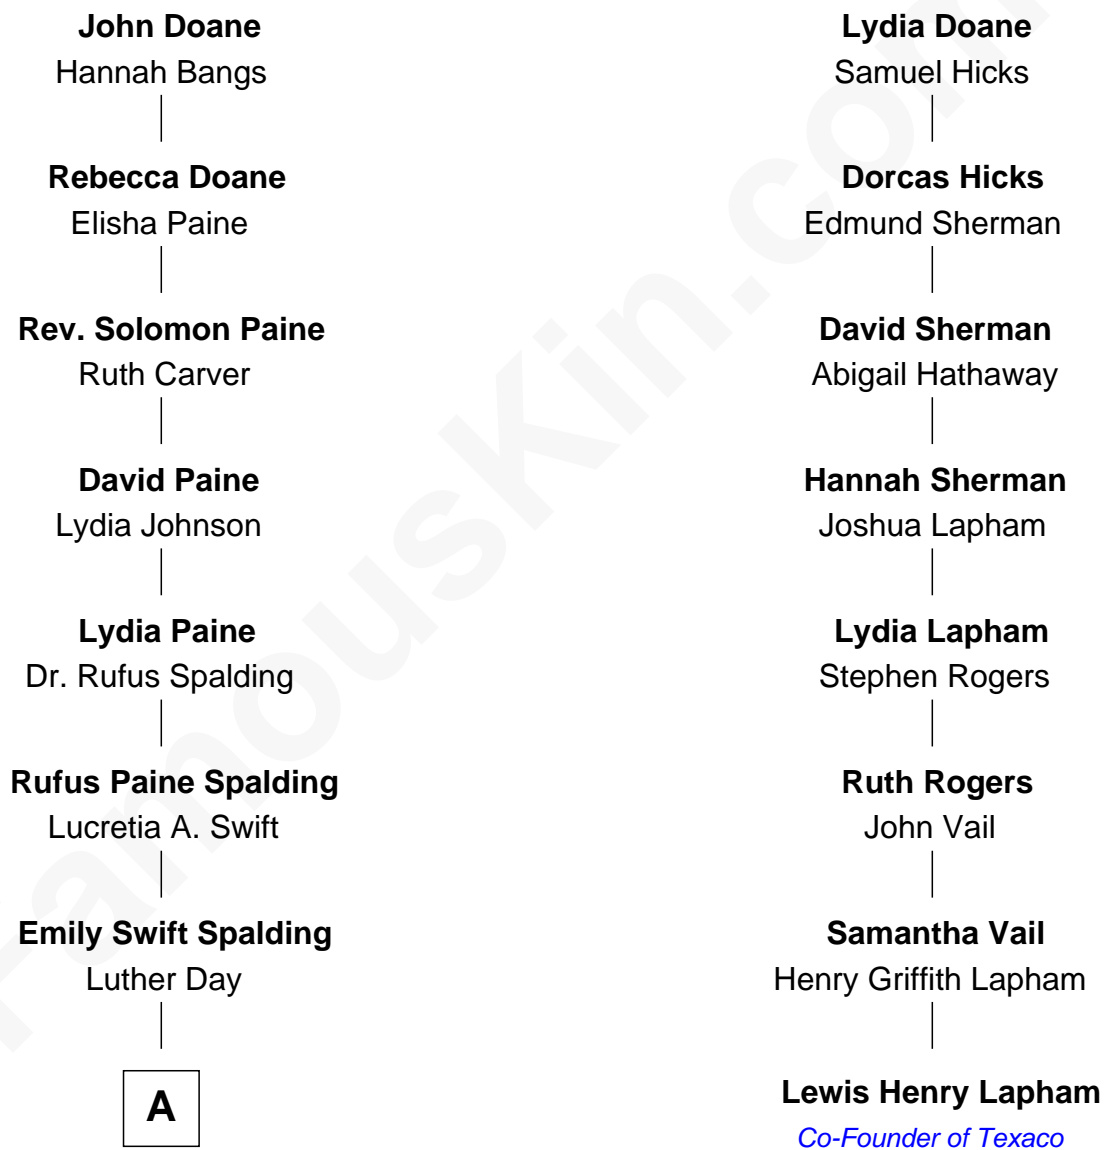 John Doane
Hannah Bangs
Rebecca Doane
Elisha Paine
Rev. Solomon Paine
Ruth Carver
David Paine
Lydia Johnson
Lydia Paine
Dr. Rufus Spalding
Rufus Paine Spalding
Lucretia A. Swift
Emily Swift Spalding
Luther Day
A
Lydia Doane
Samuel Hicks
Dorcas Hicks
Edmund Sherman
David Sherman
Abigail Hathaway
Hannah Sherman
Joshua Lapham
Lydia Lapham
Stephen Rogers
Ruth Rogers
John Vail
Samantha Vail
Henry Griffith Lapham
Lewis Henry Lapham
Co-Founder of Texaco
FamousKin.com